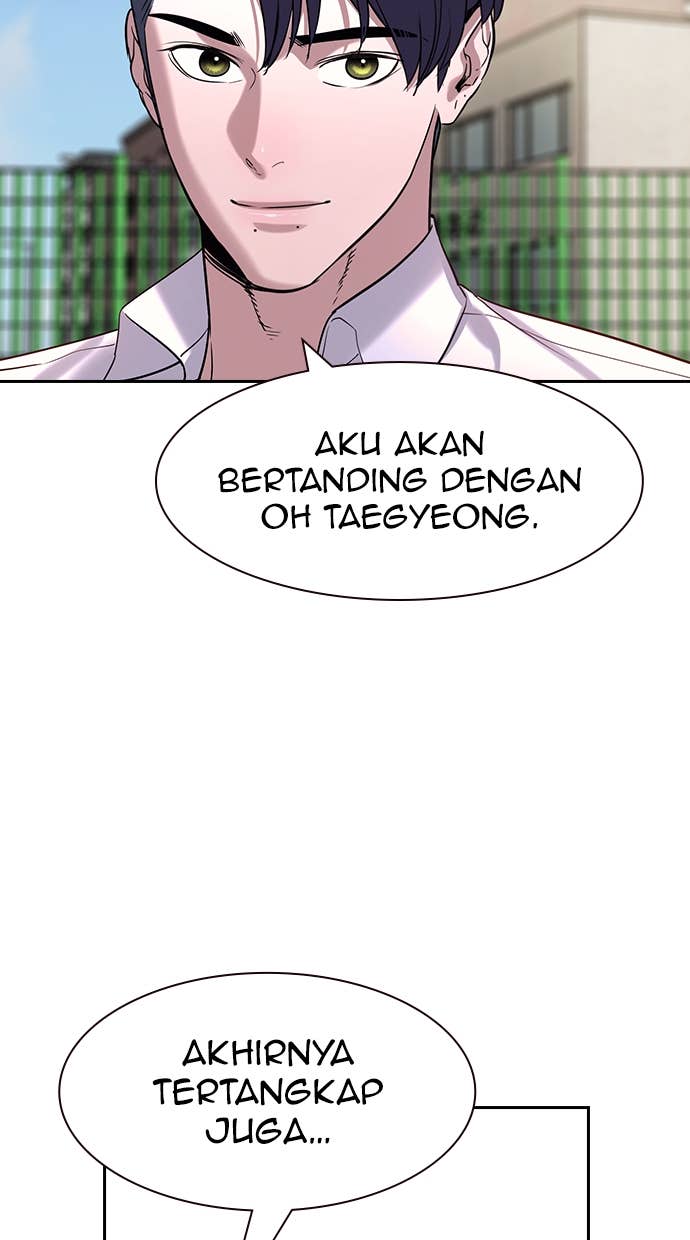 AKU AKAN
BERTANDING DENGAN
OH TAEGYEONG.
AKHIRNYA
TERTANGKAP
JUGA...